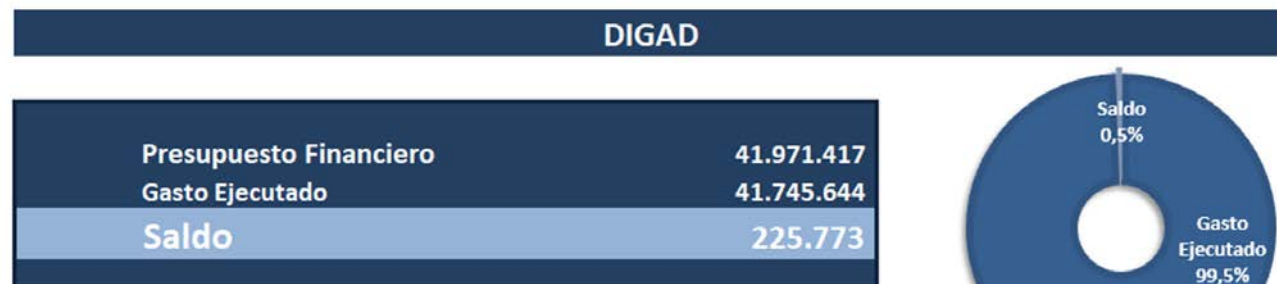 DIGAD
Presupuesto Financiero 41.971.417
Gasto Ejecutado 41.745.644
Saldo 225.773
Saldo
0,5%
Gasto
Ejecutado
99,5%